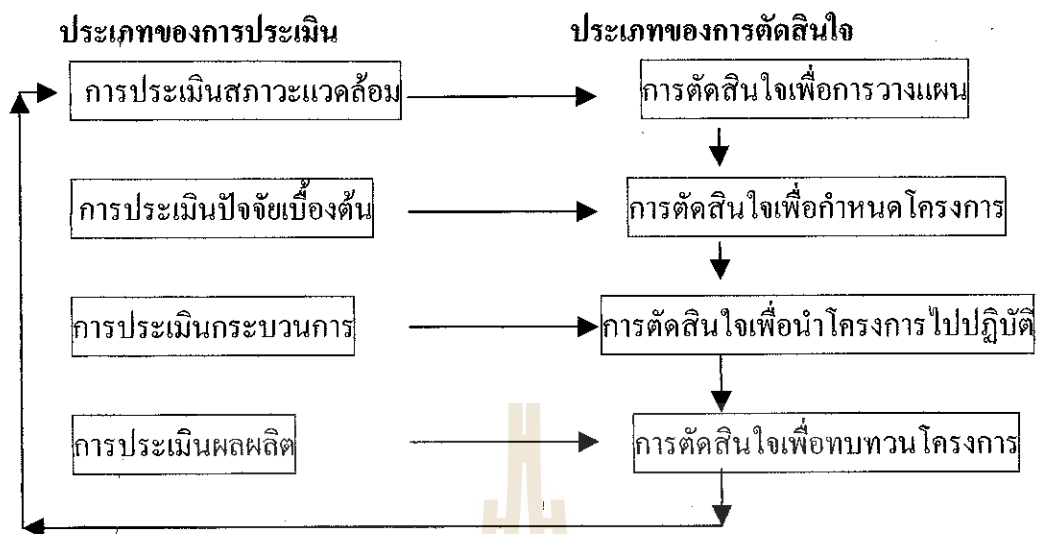 ประเภทของการประเมิน ประเภทของการตัดสินใจ
การประเมินสภาวะแวดล้อม การตัดสินใจเพื่อการวางแผน
การประเมินปัจจัยเบื้องต้น การตัดสินใจเพื่อกำหนดโครงการ
การประเมินกระบวนการ การตัดสินใจเพื่อนำโครงการไปปฏิบัติ
การประเมินผลผลิต การตัดสินใจเพื่อทบทวนโครงการ